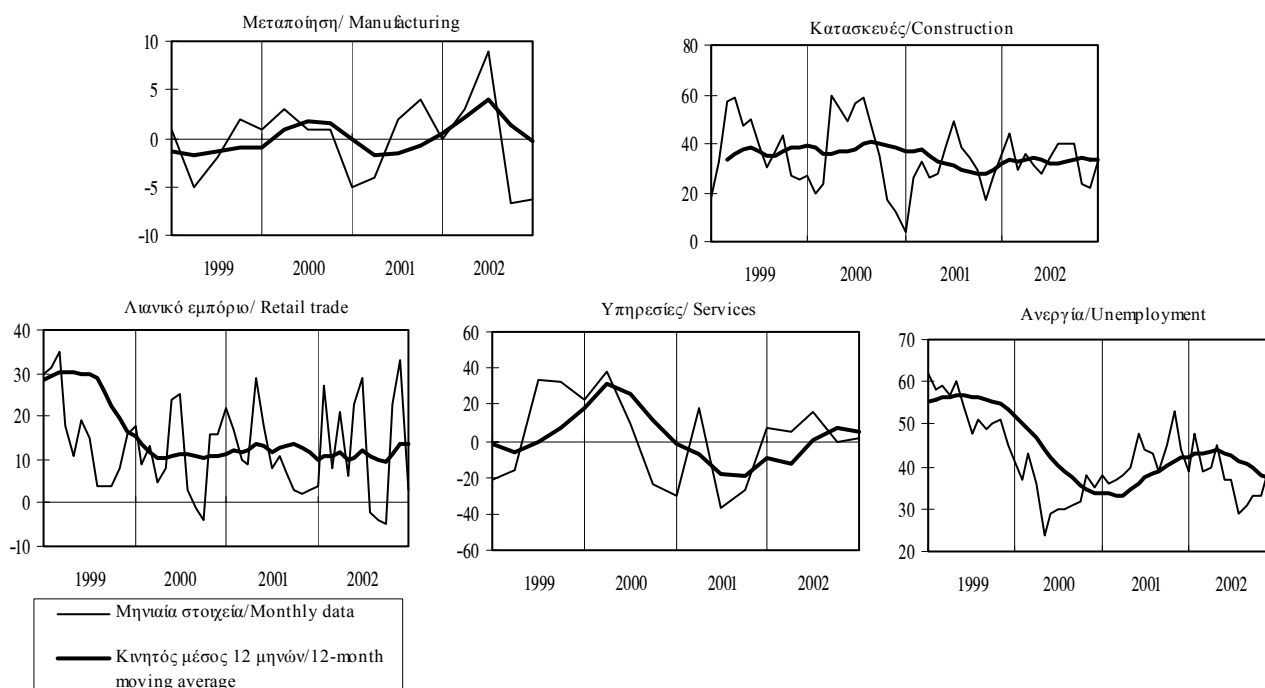 Μεταποίηση/ Manufacturing
10
5
0
-5
-10
1999 2000 2001 2002
Κατασκευές/Construction
80
60
40
20
0
1999 2000 2001 2002
Λιανικό εμπόριο/ Retail trade
40
30
20
10
0
-10
1999 2000 2001 2002
Υπηρεσίες/ Services
60
40
20
0
-20
-40
-60
1999 2000 2001 2002
Ανεργία/Unemployment
70
60
50
40
30
20
1999 2000 2001 2002
Μηνιαία στοιχεία/Monthly data
Κινητός μέσος 12 μηνών/12-month
moving average